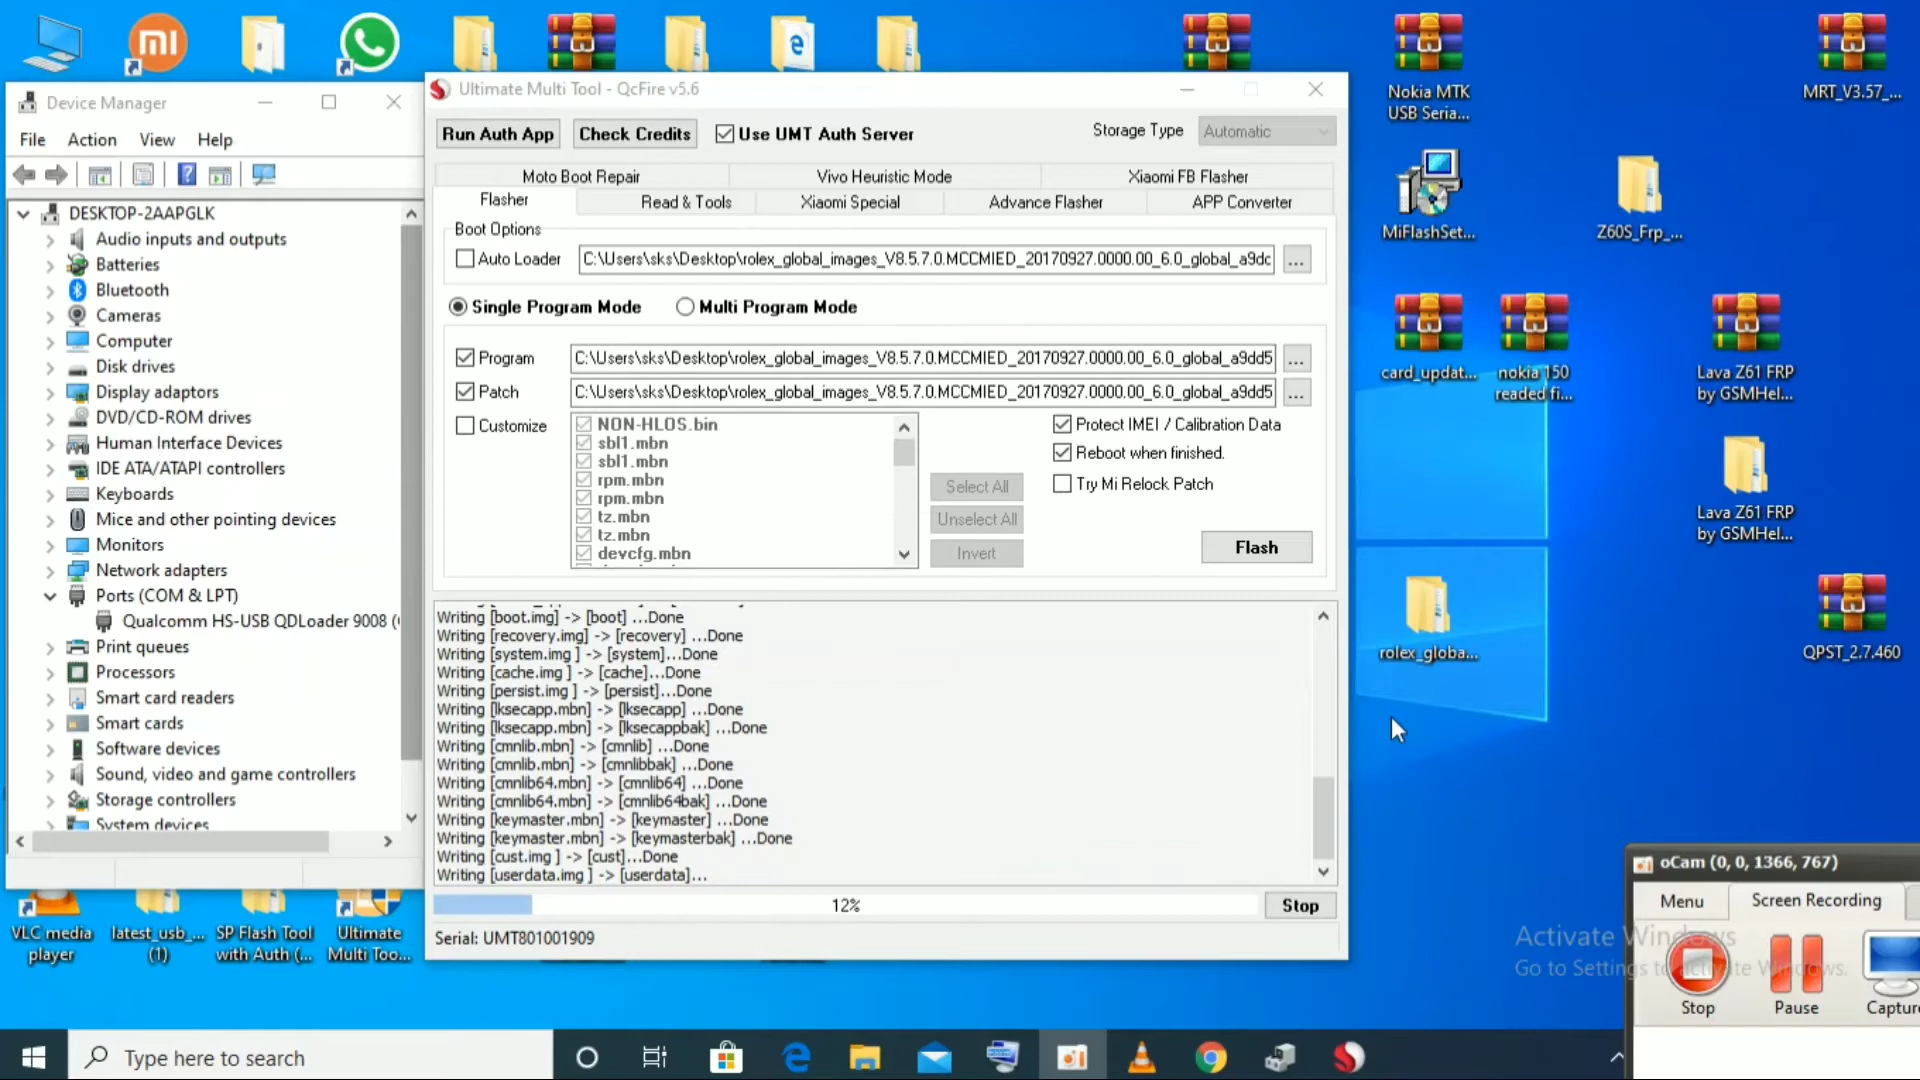 Device Manager
File Action View Help
DESKTOP-2AAPGLK
Audio inputs and outputs
Batteries
Bluetooth
Cameras
Computer
Disk drives
Display adaptors
DVD/CD-ROM drives
Human Interface Devices
IDE ATA/ATAPI controllers
Keyboards
Mice and other pointing devices
Monitors
Network adapters
Ports (COM & LPT)
Qualcomm HS-USB QDLoader 9008 (
Print queues
Processors
Smart card readers
Smart cards
Software devices
Sound, video and game controllers
Storage controllers
System devices
Ultimate Multi Tool - QcFire v5.6
Run Auth App Check Credits Use UMT Auth Server Storage Type Automatic
Moto Boot Repair Vivo Heuristic Mode Xiaomi FB Flasher
Flasher Read & Tools Xiaomi Special Advance Flasher APP Converter
Boot Options
Auto Loader C:\Users\sks\Desktop\rolex_global_images_V8.5.7.0.MCCMIED_20170927.0000.00_6.0_global_a9dc ...
Single Program Mode Multi Program Mode
Program C:\Users\sks\Desktop\rolex_global_images_V8.5.7.0.MCCMIED_20170927.0000.00_6.0_global_a9dd5 ...
Patch C:\Users\sks\Desktop\rolex_global_images_V8.5.7.0.MCCMIED_20170927.0000.00_6.0_global_a9dd5 ...
Customize
NON-HLOS.bin
sbl1.mbn
sbl1.mbn
rpm.mbn
rpm.mbn
tz.mbn
tz.mbn
devcfg.mbn
Select All
Unselect All
Invert
Protect IMEI / Calibration Data
Reboot when finished.
Try Mi Relock Patch
Flash
Writing [boot.img] -> [boot] ...Done
Writing [recovery.img] -> [recovery] ...Done
Writing [system.img ] -> [system]...Done
Writing [cache.img ] -> [cache]...Done
Writing [persist.img ] -> [persist]...Done
Writing [lksecapp.mbn] -> [lksecapp] ...Done
Writing [lksecapp.mbn] -> [lksecappbak] ...Done
Writing [cmnlib.mbn] -> [cmnlib] ...Done
Writing [cmnlib.mbn] -> [cmnlibbak] ...Done
Writing [cmnlib64.mbn] -> [cmnlib64] ...Done
Writing [cmnlib64.mbn] -> [cmnlib64bak] ...Done
Writing [keymaster.mbn] -> [keymaster] ...Done
Writing [keymaster.mbn] -> [keymasterbak] ...Done
Writing [cust.img ] -> [cust]...Done
Writing [userdata.img ] -> [userdata]...
12% Stop
Serial: UMT801001909
Nokia MTK
USB Seria...
MRT_V3.57_...
MiFlashSet...
Z60S_Frp_...
card_updat...
nokia 150
readed fi...
Lava Z61 FRP
by GSMHel...
Lava Z61 FRP
by GSMHel...
rolex_globa...
QPST_2.7.460
VLC media
player
latest_usb_...
(1)
SP Flash Tool
with Auth (...
Ultimate
Multi Too...
oCam (0, 0, 1366, 767)
Menu Screen Recording
Activate Windows
Go to Settings to activate Windows.
Stop Pause Capture
Type here to search